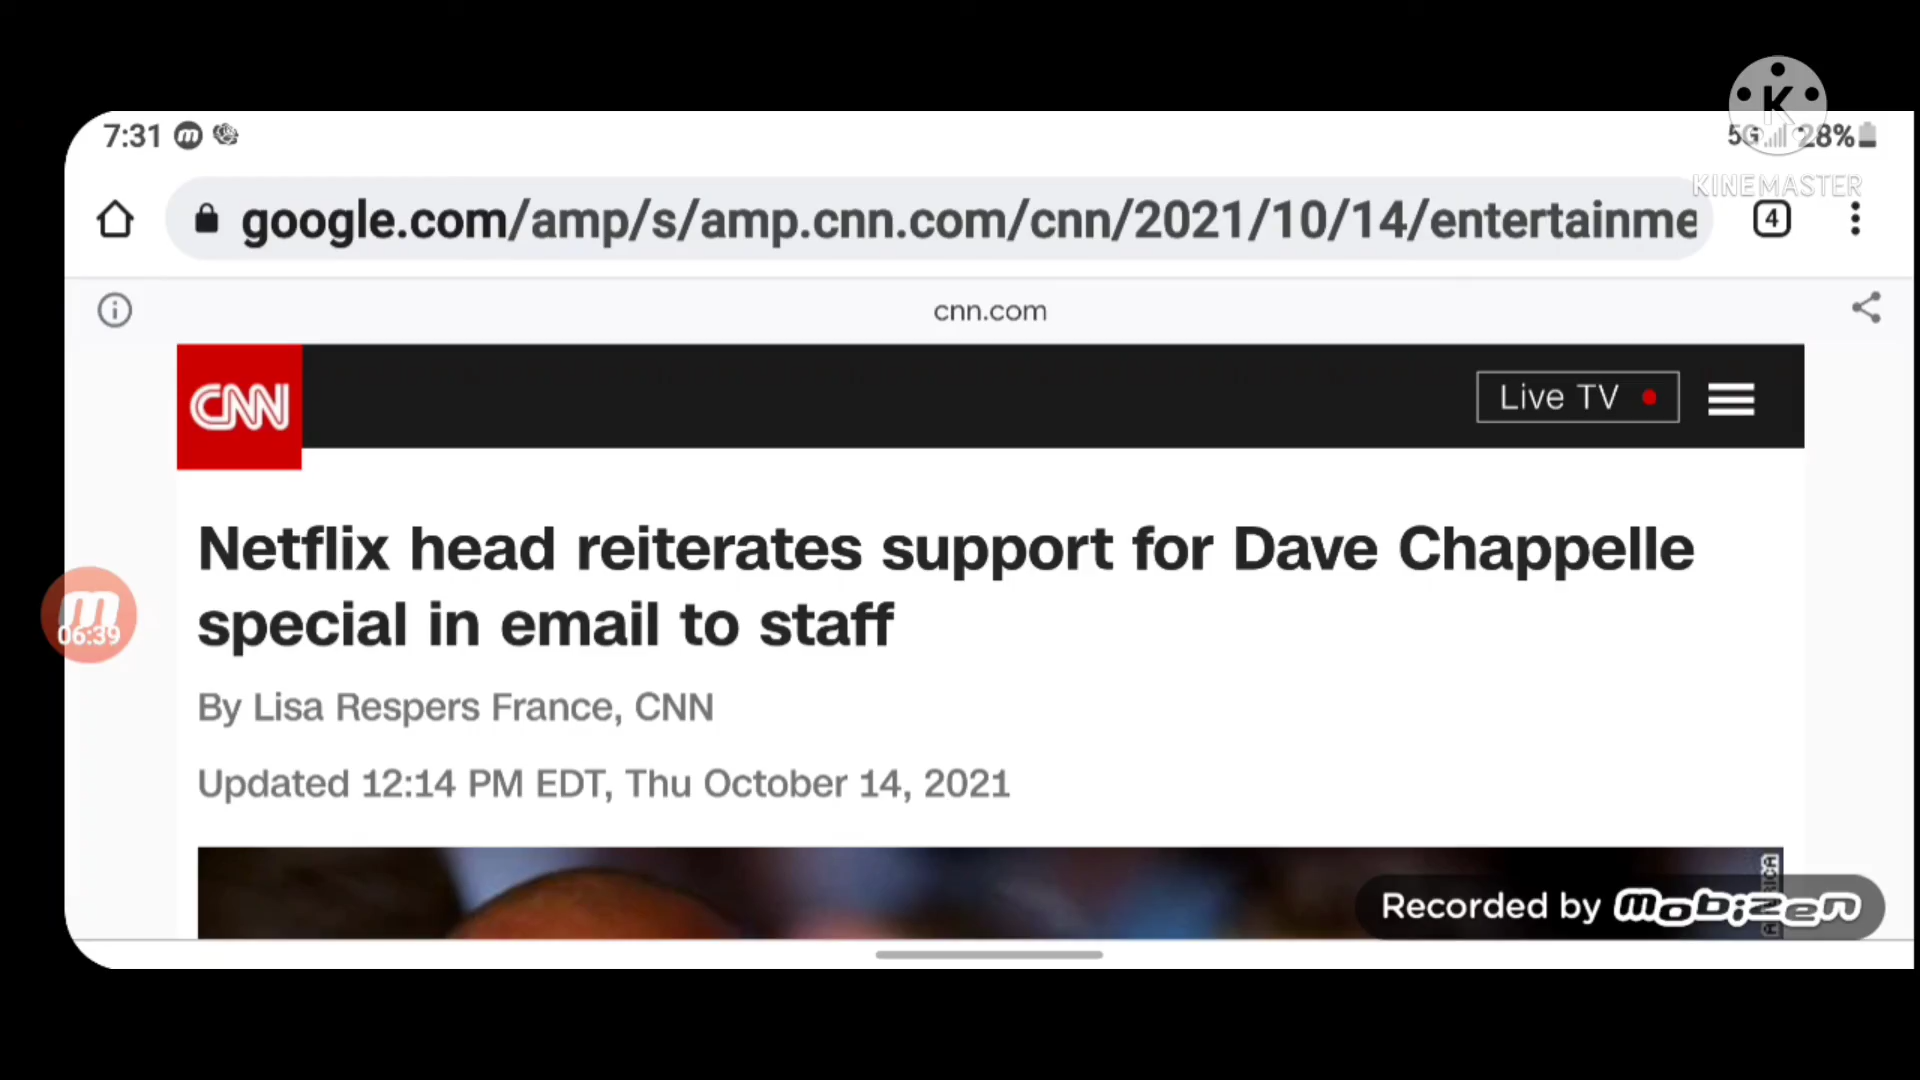 7:31
5G 28%
KINEMASTER
google.com/amp/s/amp.cnn.com/cnn/2021/10/14/entertainme
4
cnn.com
CNN
Live TV
Netflix head reiterates support for Dave Chappelle
special in email to staff
06:39
By Lisa Respers France, CNN
Updated 12:14 PM EDT, Thu October 14, 2021
Recorded by mobizen